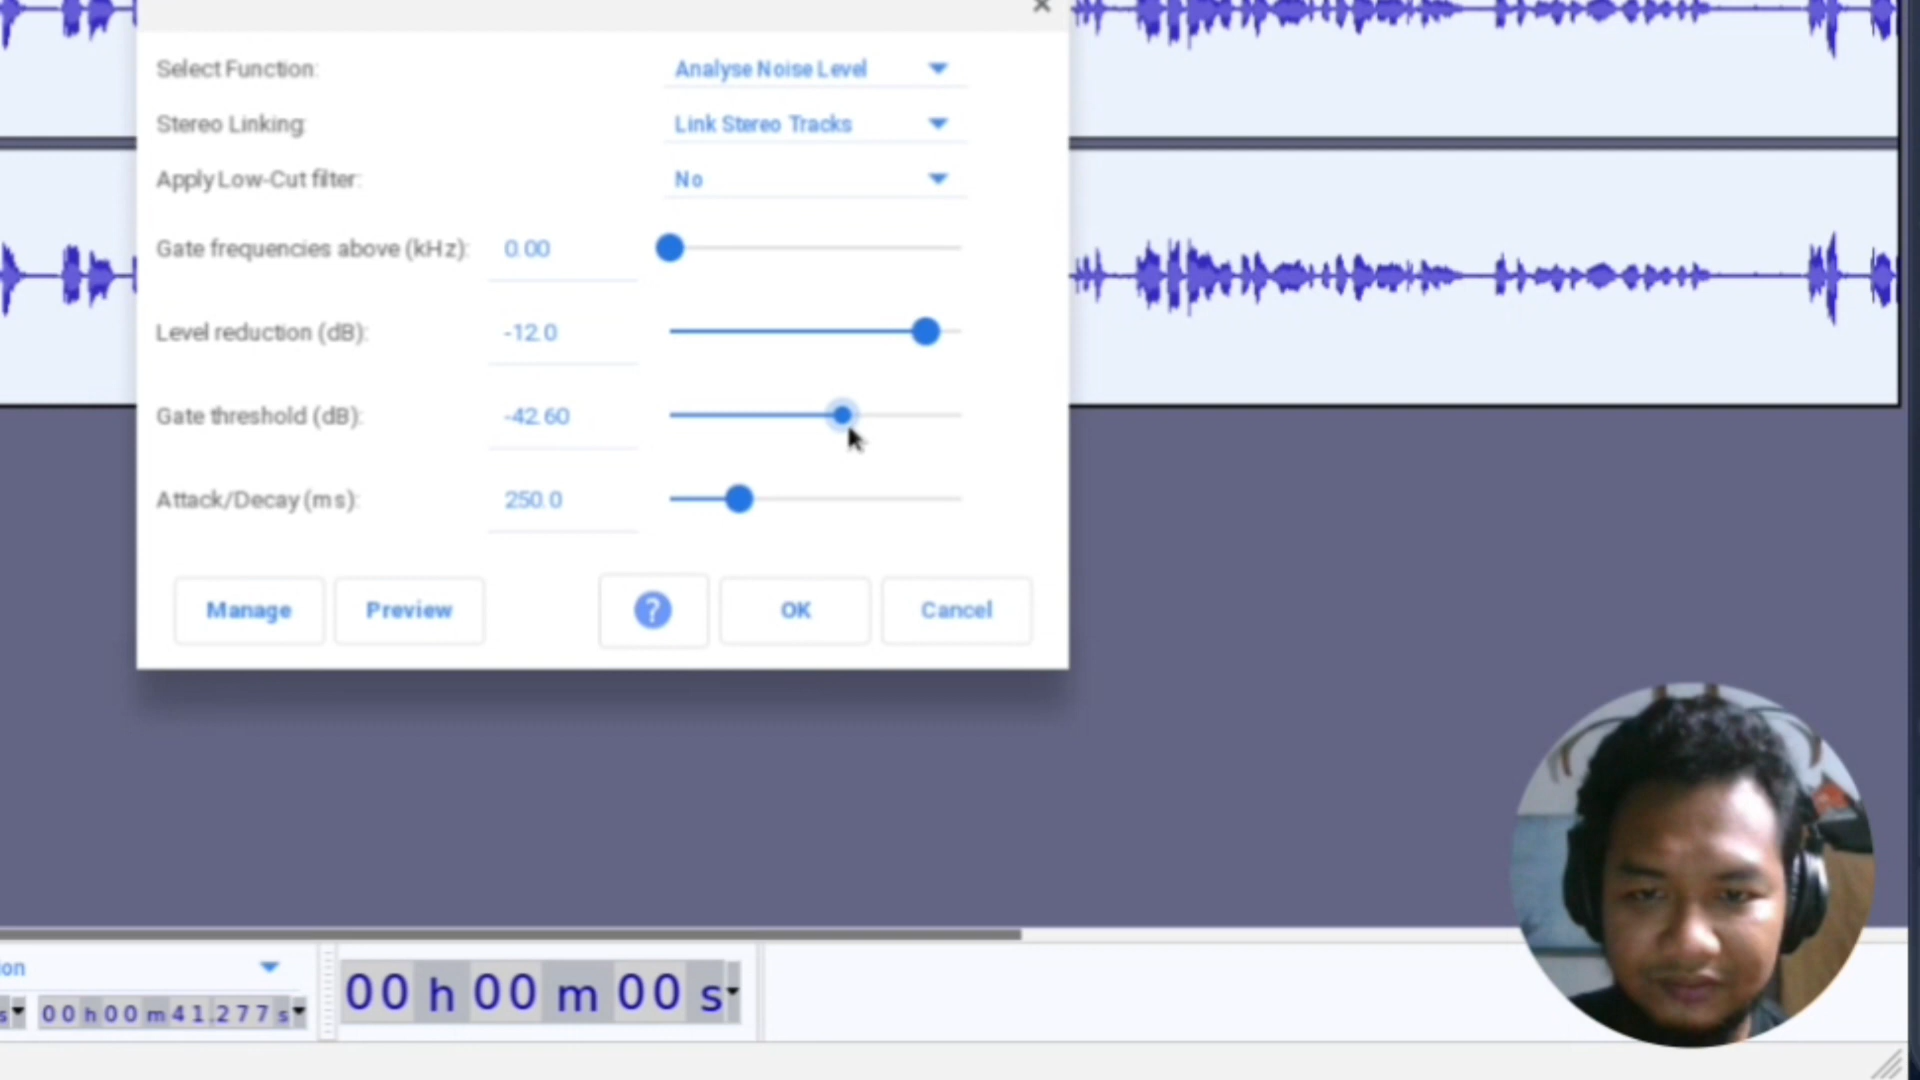 Select Function: Analyse Noise Level
Stereo Linking: Link Stereo Tracks
Apply Low-Cut filter: No
Gate frequencies above (kHz): 0.00
Level reduction (dB): -12.0
Gate threshold (dB): -42.60
Attack/Decay (ms): 250.0
Manage Preview ? OK Cancel
ion
s 00 h 00 m 41.277 s
00 h 00 m 00 s